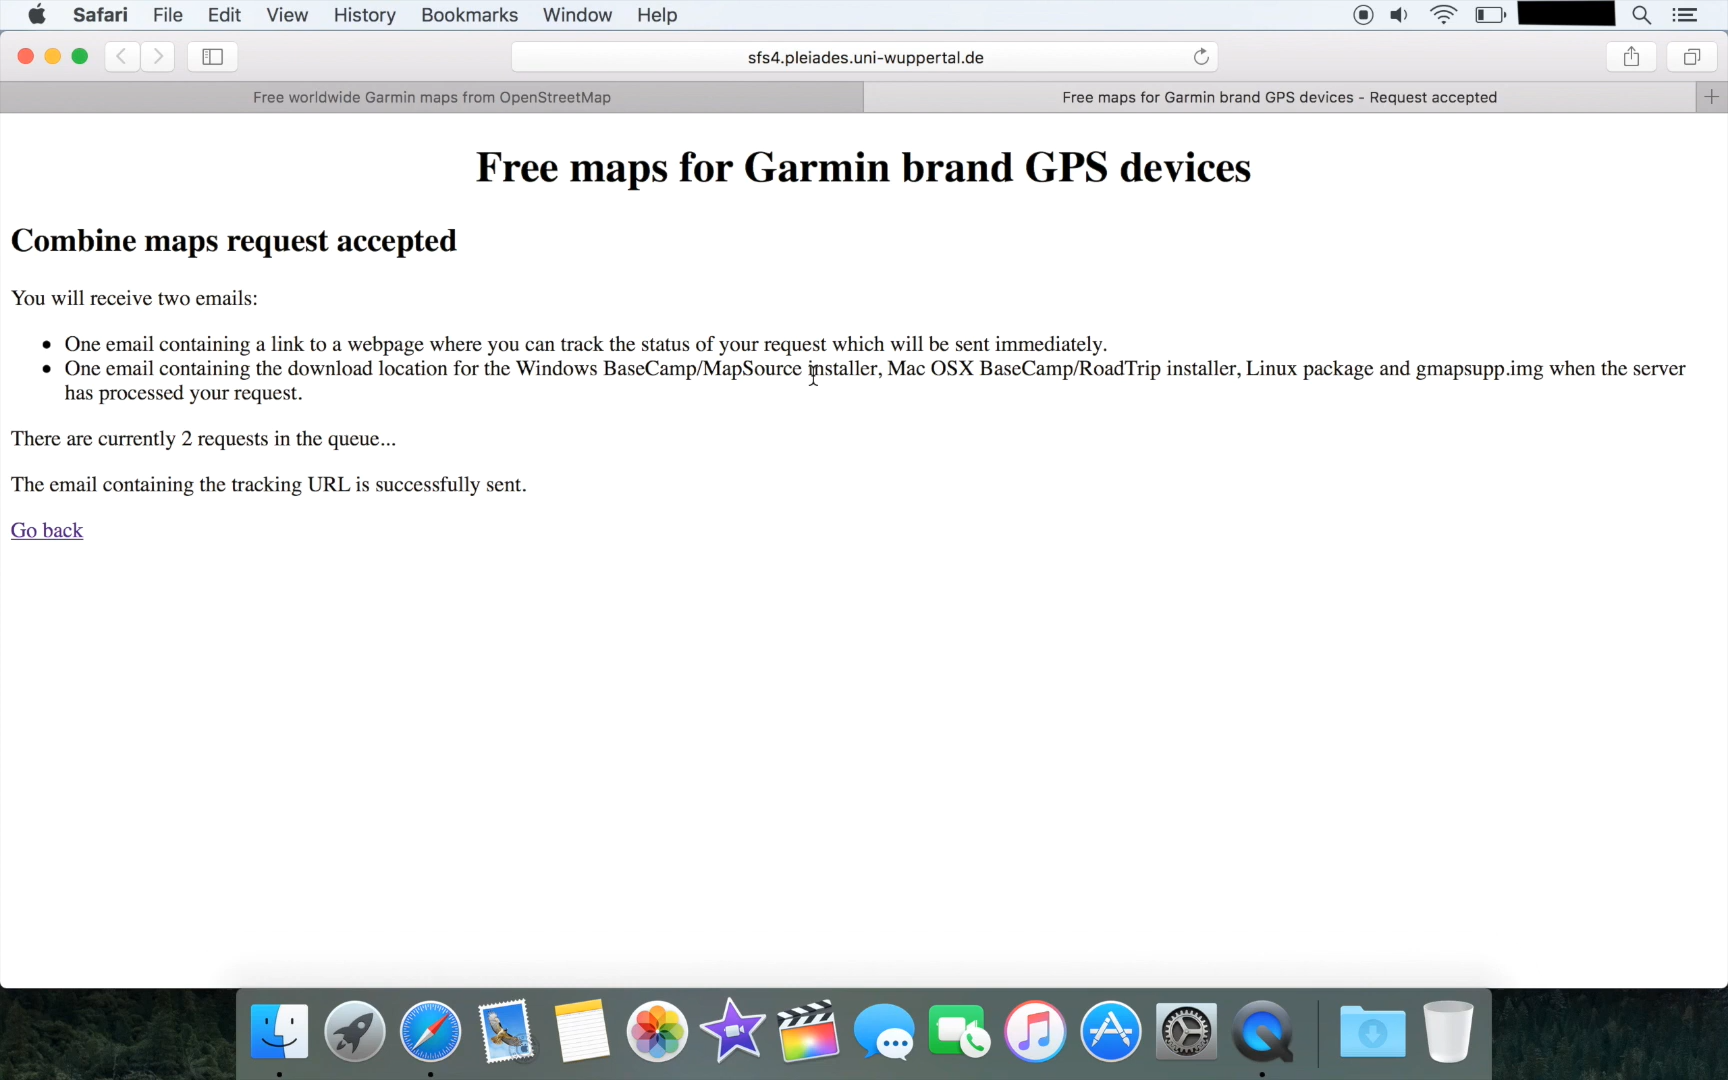 Safari File Edit View History Bookmarks Window Help
sfs4.pleiades.uni-wuppertal.de
Free worldwide Garmin maps from OpenStreetMap
Free maps for Garmin brand GPS devices - Request accepted
Free maps for Garmin brand GPS devices
Combine maps request accepted
You will receive two emails:
• One email containing a link to a webpage where you can track the status of your request which will be sent immediately.
• One email containing the download location for the Windows BaseCamp/MapSource installer, Mac OSX BaseCamp/RoadTrip installer, Linux package and gmapsupp.img when the server
has processed your request.
There are currently 2 requests in the queue...
The email containing the tracking URL is successfully sent.
Go back